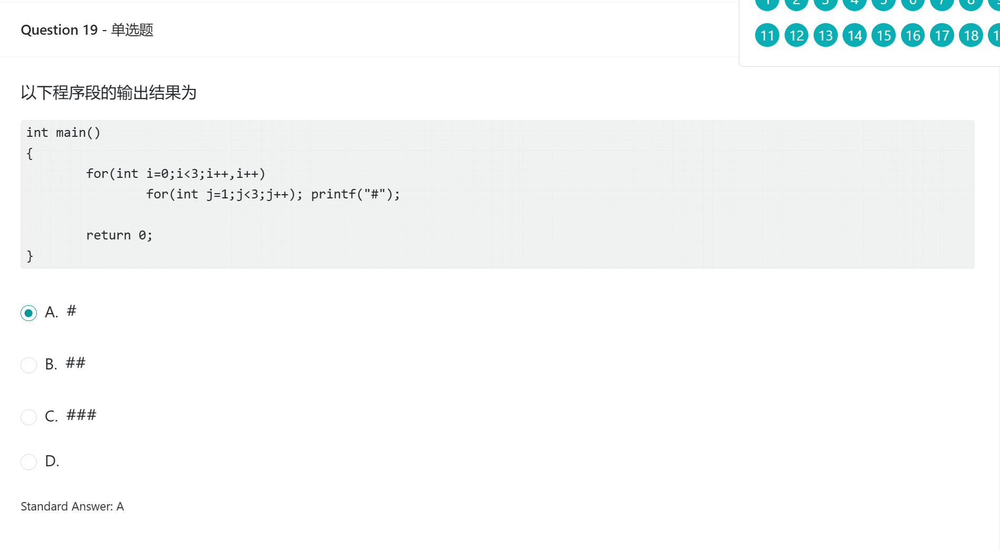 1 2 3 4 5 6 7 8
Question 19 - 单选题
11 12 13 14 15 16 17 18
以下程序段的输出结果为
int main()
{
for(int i=0;i<3;i++,i++)
for(int j=1;j<3;j++); printf("#");
return 0;
}
A. #
B. ##
C. ###
D.
Standard Answer: A